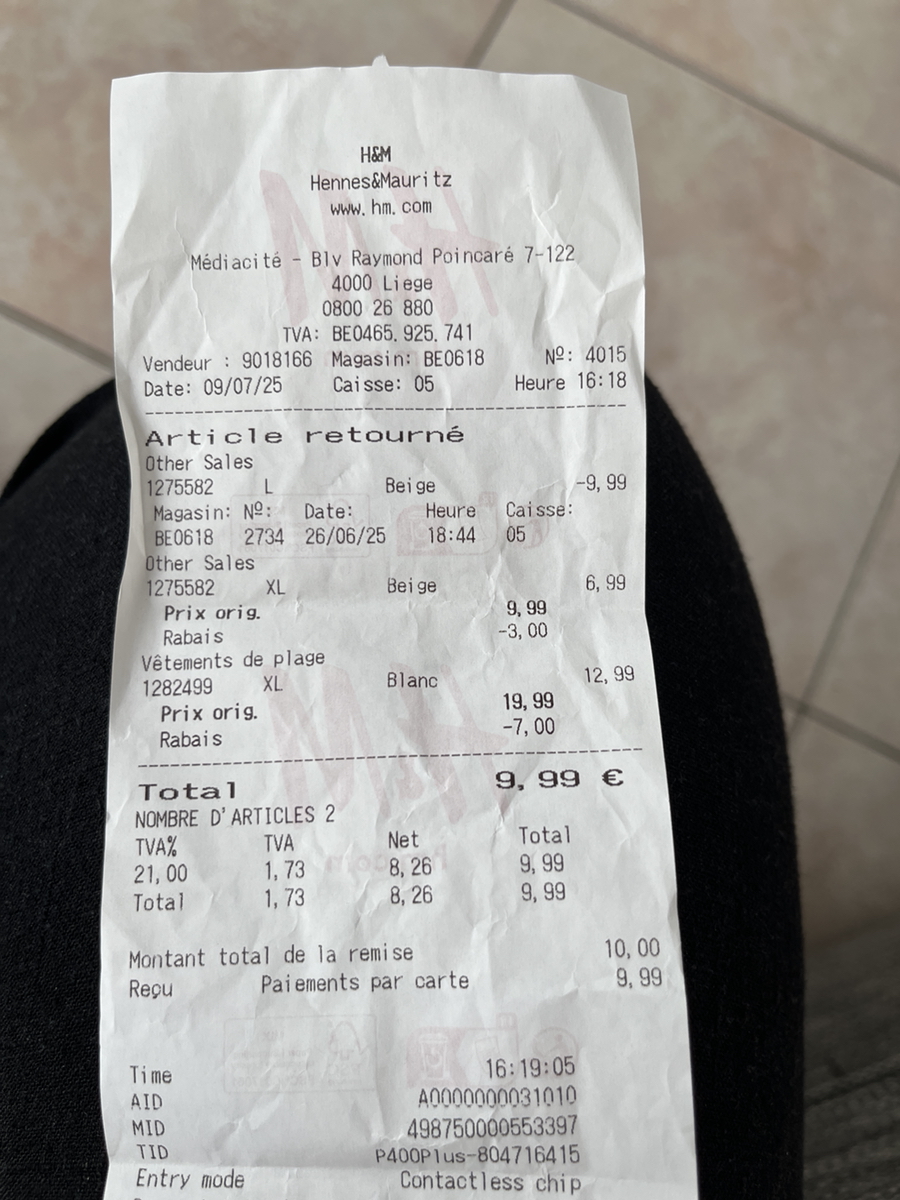 H&M
Hennes&Mauritz
www.hm.com
Médiacité - Blv Raymond Poincaré 7-122
4000 Liege
0800 26 880
TVA: BE0465.925.741
Vendeur : 9018166 Magasin: BE0618 Nº: 4015
Date: 09/07/25 Caisse: 05 Heure 16:18
Article retourné
Other Sales
1275582 L Beige -9,99
Magasin: Nº: Date: Heure Caisse:
BE0618 2734 26/06/25 18:44 05
Other Sales
1275582 XL Beige 6,99
Prix orig. 9,99
Rabais -3,00
Vêtements de plage
1282499 XL Blanc 12,99
Prix orig. 19,99
Rabais -7,00
Total 9,99 €
NOMBRE D'ARTICLES 2
TVA% TVA Net Total
21,00 1,73 8,26 9,99
Total 1,73 8,26 9,99
Montant total de la remise 10,00
Reçu Paiements par carte 9,99
Time 16:19:05
AID A0000000031010
MID 498750000553397
TID P400Plus-804716415
Entry mode Contactless chip